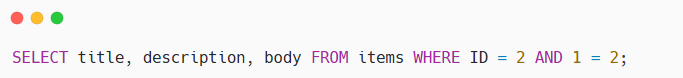 SELECT title, description, body FROM items WHERE ID = 2 AND 1 = 2;